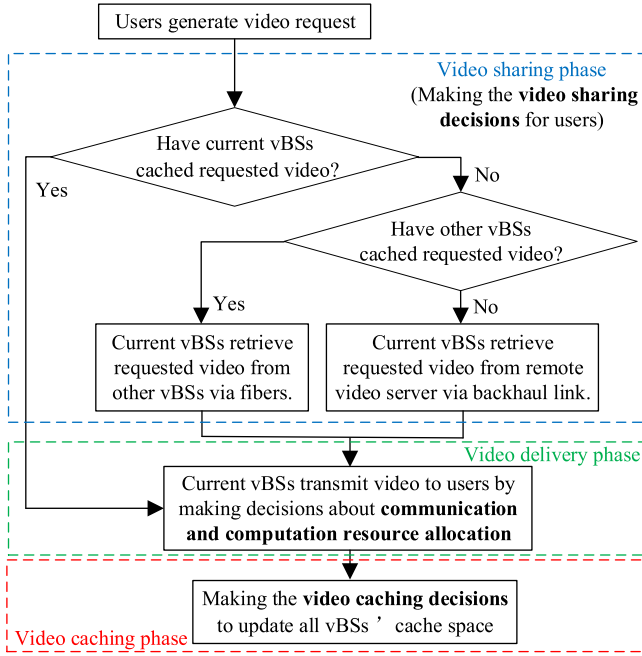 Users generate video request
Video sharing phase
(Making the video sharing
decisions for users)
Have current vBSs
cached requested video?
Yes
No
Have other vBSs
cached requested video?
Yes
No
Current vBSs retrieve
requested video from
other vBSs via fibers.
Current vBSs retrieve
requested video from remote
video server via backhaul link.
Video delivery phase
Current vBSs transmit video to users by
making decisions about communication
and computation resource allocation
Making the video caching decisions
to update all vBSs ’ cache space
Video caching phase